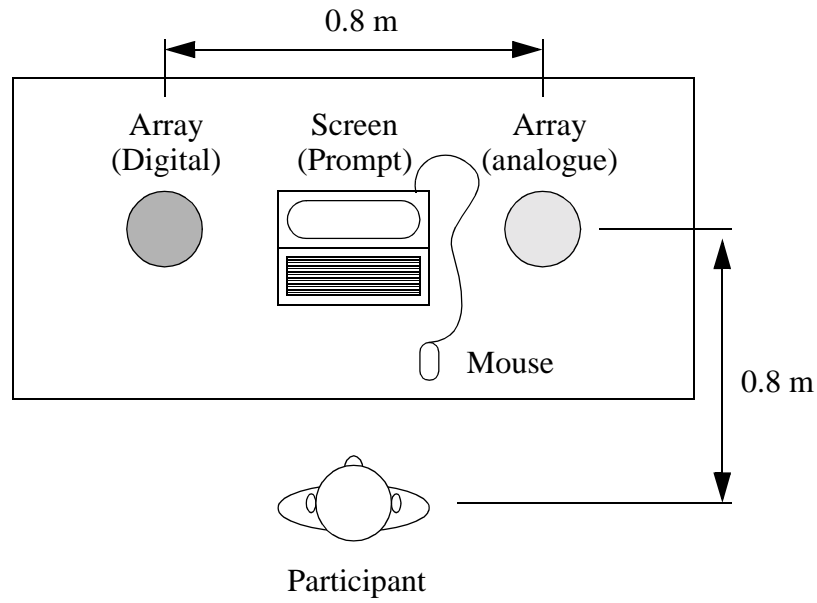 0.8 m
Array
(Digital)
Screen
(Prompt)
Array
(analogue)
Mouse
0.8 m
Participant